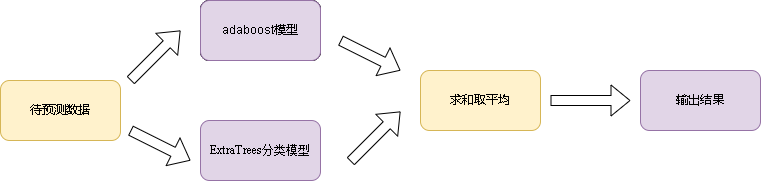 adaboost模型
待预测数据
求和取平均
输出结果
ExtraTrees分类模型